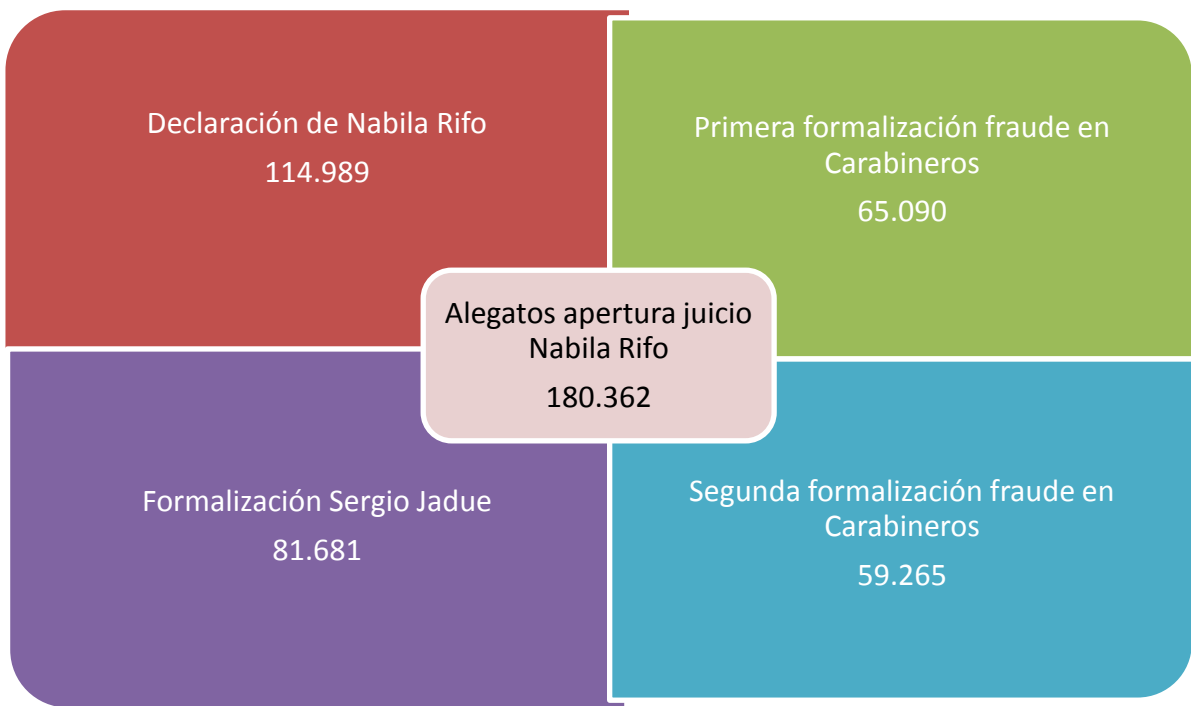 Declaración de Nabila Rifo
114.989
Primera formalización fraude en
Carabineros
65.090
Alegatos apertura juicio
Nabila Rifo
180.362
Formalización Sergio Jadue
81.681
Segunda formalización fraude en
Carabineros
59.265